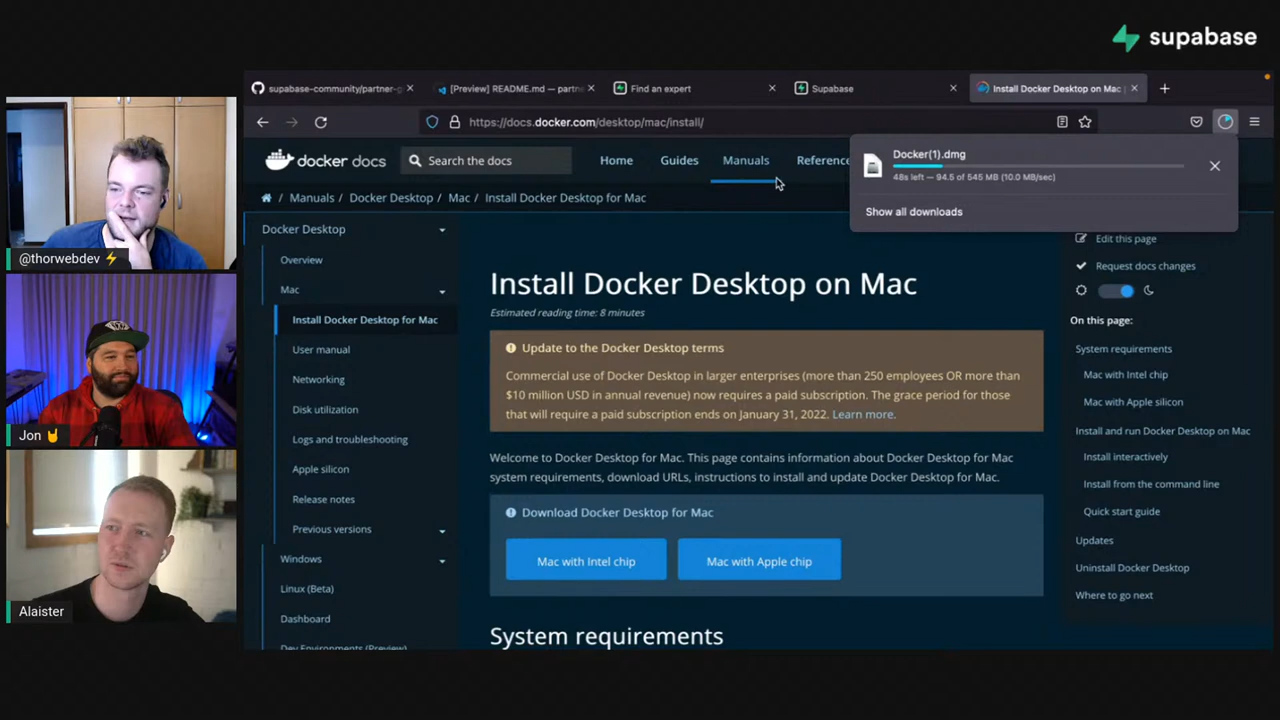 supabase
supabase-community/partner-g
[Preview] README.md — partne
Find an expert
Supabase
Install Docker Desktop on Mac |
https://docs.docker.com/desktop/mac/install/
docker docs
Search the docs
Home
Guides
Manuals
Reference
Docker(1).dmg
48s left — 94.5 of 545 MB (10.0 MB/sec)
Show all downloads
Manuals / Docker Desktop / Mac / Install Docker Desktop for Mac
Docker Desktop
Overview
Mac
Install Docker Desktop for Mac
User manual
Networking
Disk utilization
Logs and troubleshooting
Apple silicon
Release notes
Previous versions
Windows
Linux (Beta)
Dashboard
Dev Environments (Preview)
Install Docker Desktop on Mac
Estimated reading time: 8 minutes
Update to the Docker Desktop terms
Commercial use of Docker Desktop in larger enterprises (more than 250 employees OR more than
$10 million USD in annual revenue) now requires a paid subscription. The grace period for those
that will require a paid subscription ends on January 31, 2022. Learn more.
Welcome to Docker Desktop for Mac. This page contains information about Docker Desktop for Mac
system requirements, download URLs, instructions to install and update Docker Desktop for Mac.
Download Docker Desktop for Mac
Mac with Intel chip
Mac with Apple chip
System requirements
Edit this page
Request docs changes
On this page:
System requirements
Mac with Intel chip
Mac with Apple silicon
Install and run Docker Desktop on Mac
Install interactively
Install from the command line
Quick start guide
Updates
Uninstall Docker Desktop
Where to go next
@thorwebdev ⚡
Jon 🤘
Alaister